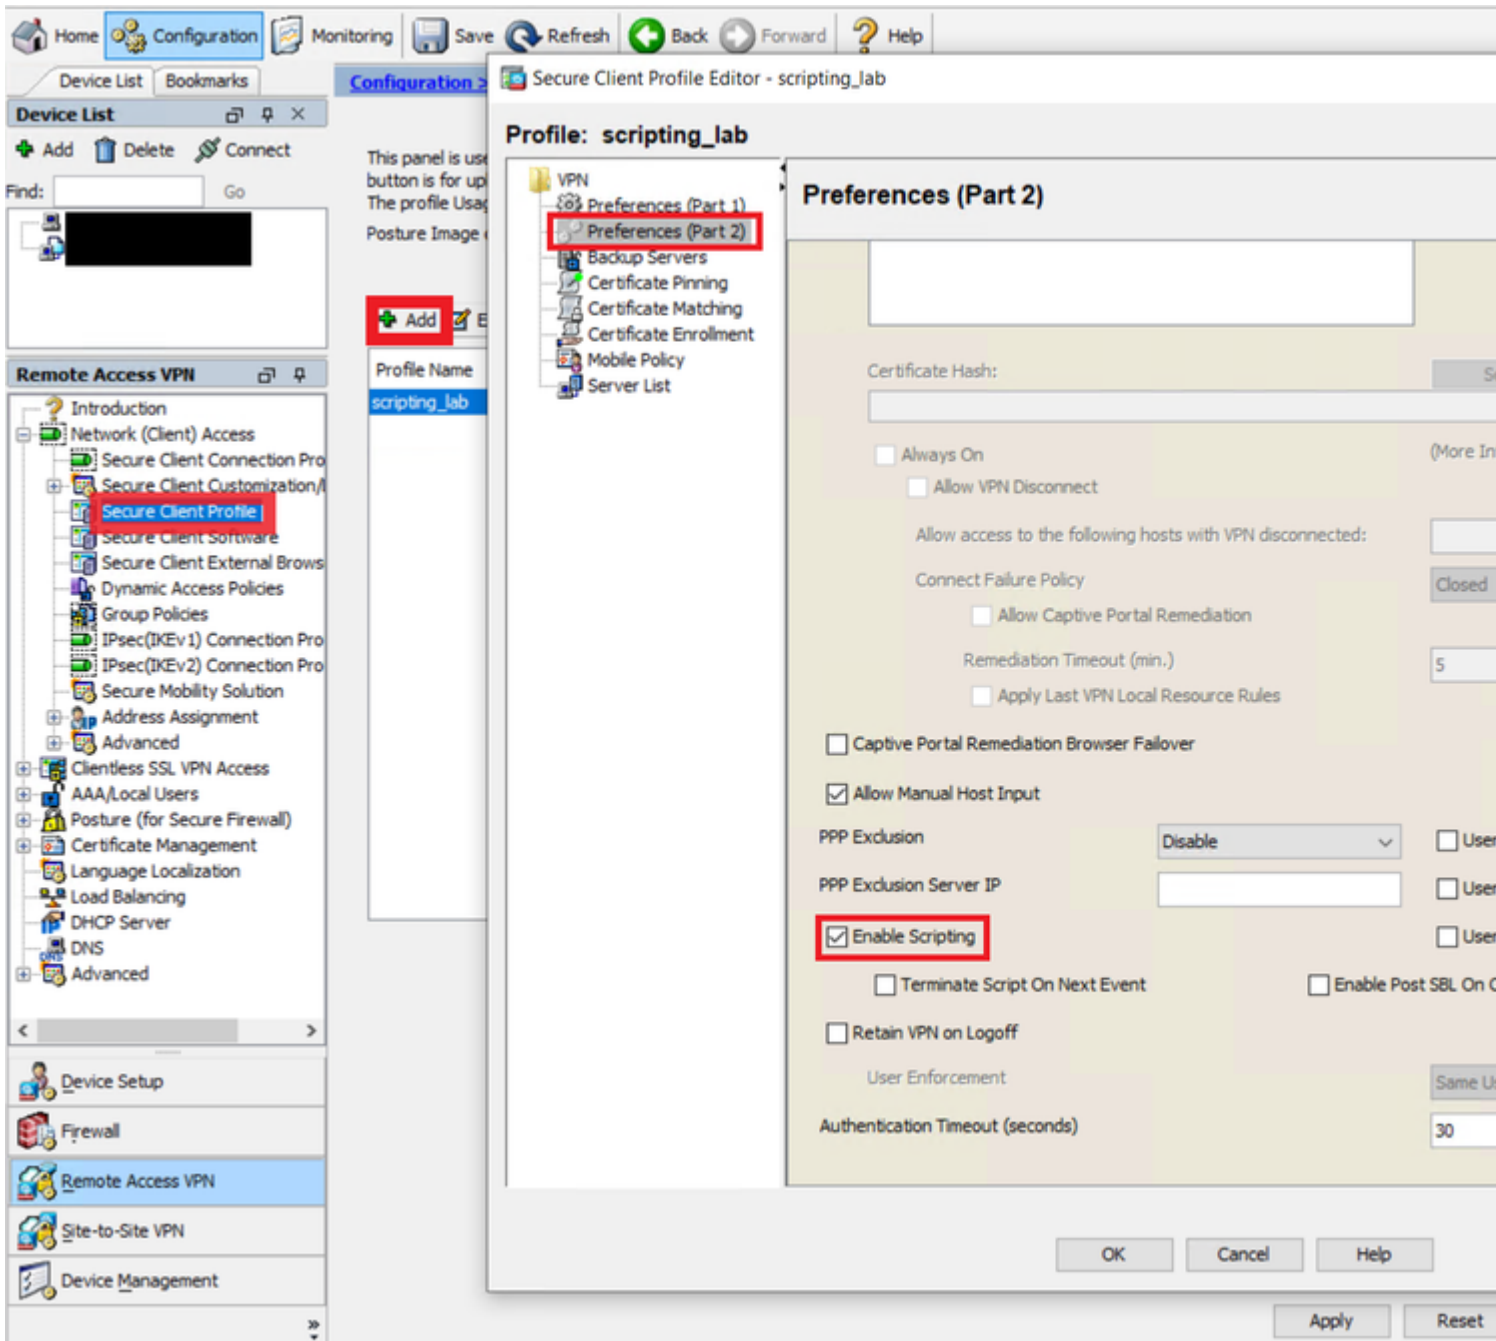 Home Configuration Monitoring Save Refresh Back Forward Help
Device List Bookmarks
Device List
Add Delete Connect
Find: Go
Remote Access VPN
Introduction
Network (Client) Access
Secure Client Connection Pro
Secure Client Customization/l
Secure Client Profile
Secure Client Software
Secure Client External Brows
Dynamic Access Policies
Group Policies
IPsec(IKEv1) Connection Pro
IPsec(IKEv2) Connection Pro
Secure Mobility Solution
Address Assignment
Advanced
Clientless SSL VPN Access
AAA/Local Users
Posture (for Secure Firewall)
Certificate Management
Language Localization
Load Balancing
DHCP Server
DNS
Advanced
Device Setup
Firewall
Remote Access VPN
Site-to-Site VPN
Device Management
»
Configuration >
This panel is use
button is for up
The profile Usag
Posture Image
Add E
Profile Name
scripting_lab
Secure Client Profile Editor - scripting_lab
Profile: scripting_lab
VPN
Preferences (Part 1)
Preferences (Part 2)
Backup Servers
Certificate Pinning
Certificate Matching
Certificate Enrollment
Mobile Policy
Server List
Preferences (Part 2)
Certificate Hash: S
Always On (More In
Allow VPN Disconnect
Allow access to the following hosts with VPN disconnected:
Connect Failure Policy Closed
Allow Captive Portal Remediation
Remediation Timeout (min.) 5
Apply Last VPN Local Resource Rules
Captive Portal Remediation Browser Failover
Allow Manual Host Input
PPP Exclusion Disable User
PPP Exclusion Server IP User
Enable Scripting User
Terminate Script On Next Event Enable Post SBL On C
Retain VPN on Logoff
User Enforcement Same Us
Authentication Timeout (seconds) 30
OK Cancel Help
Apply Reset